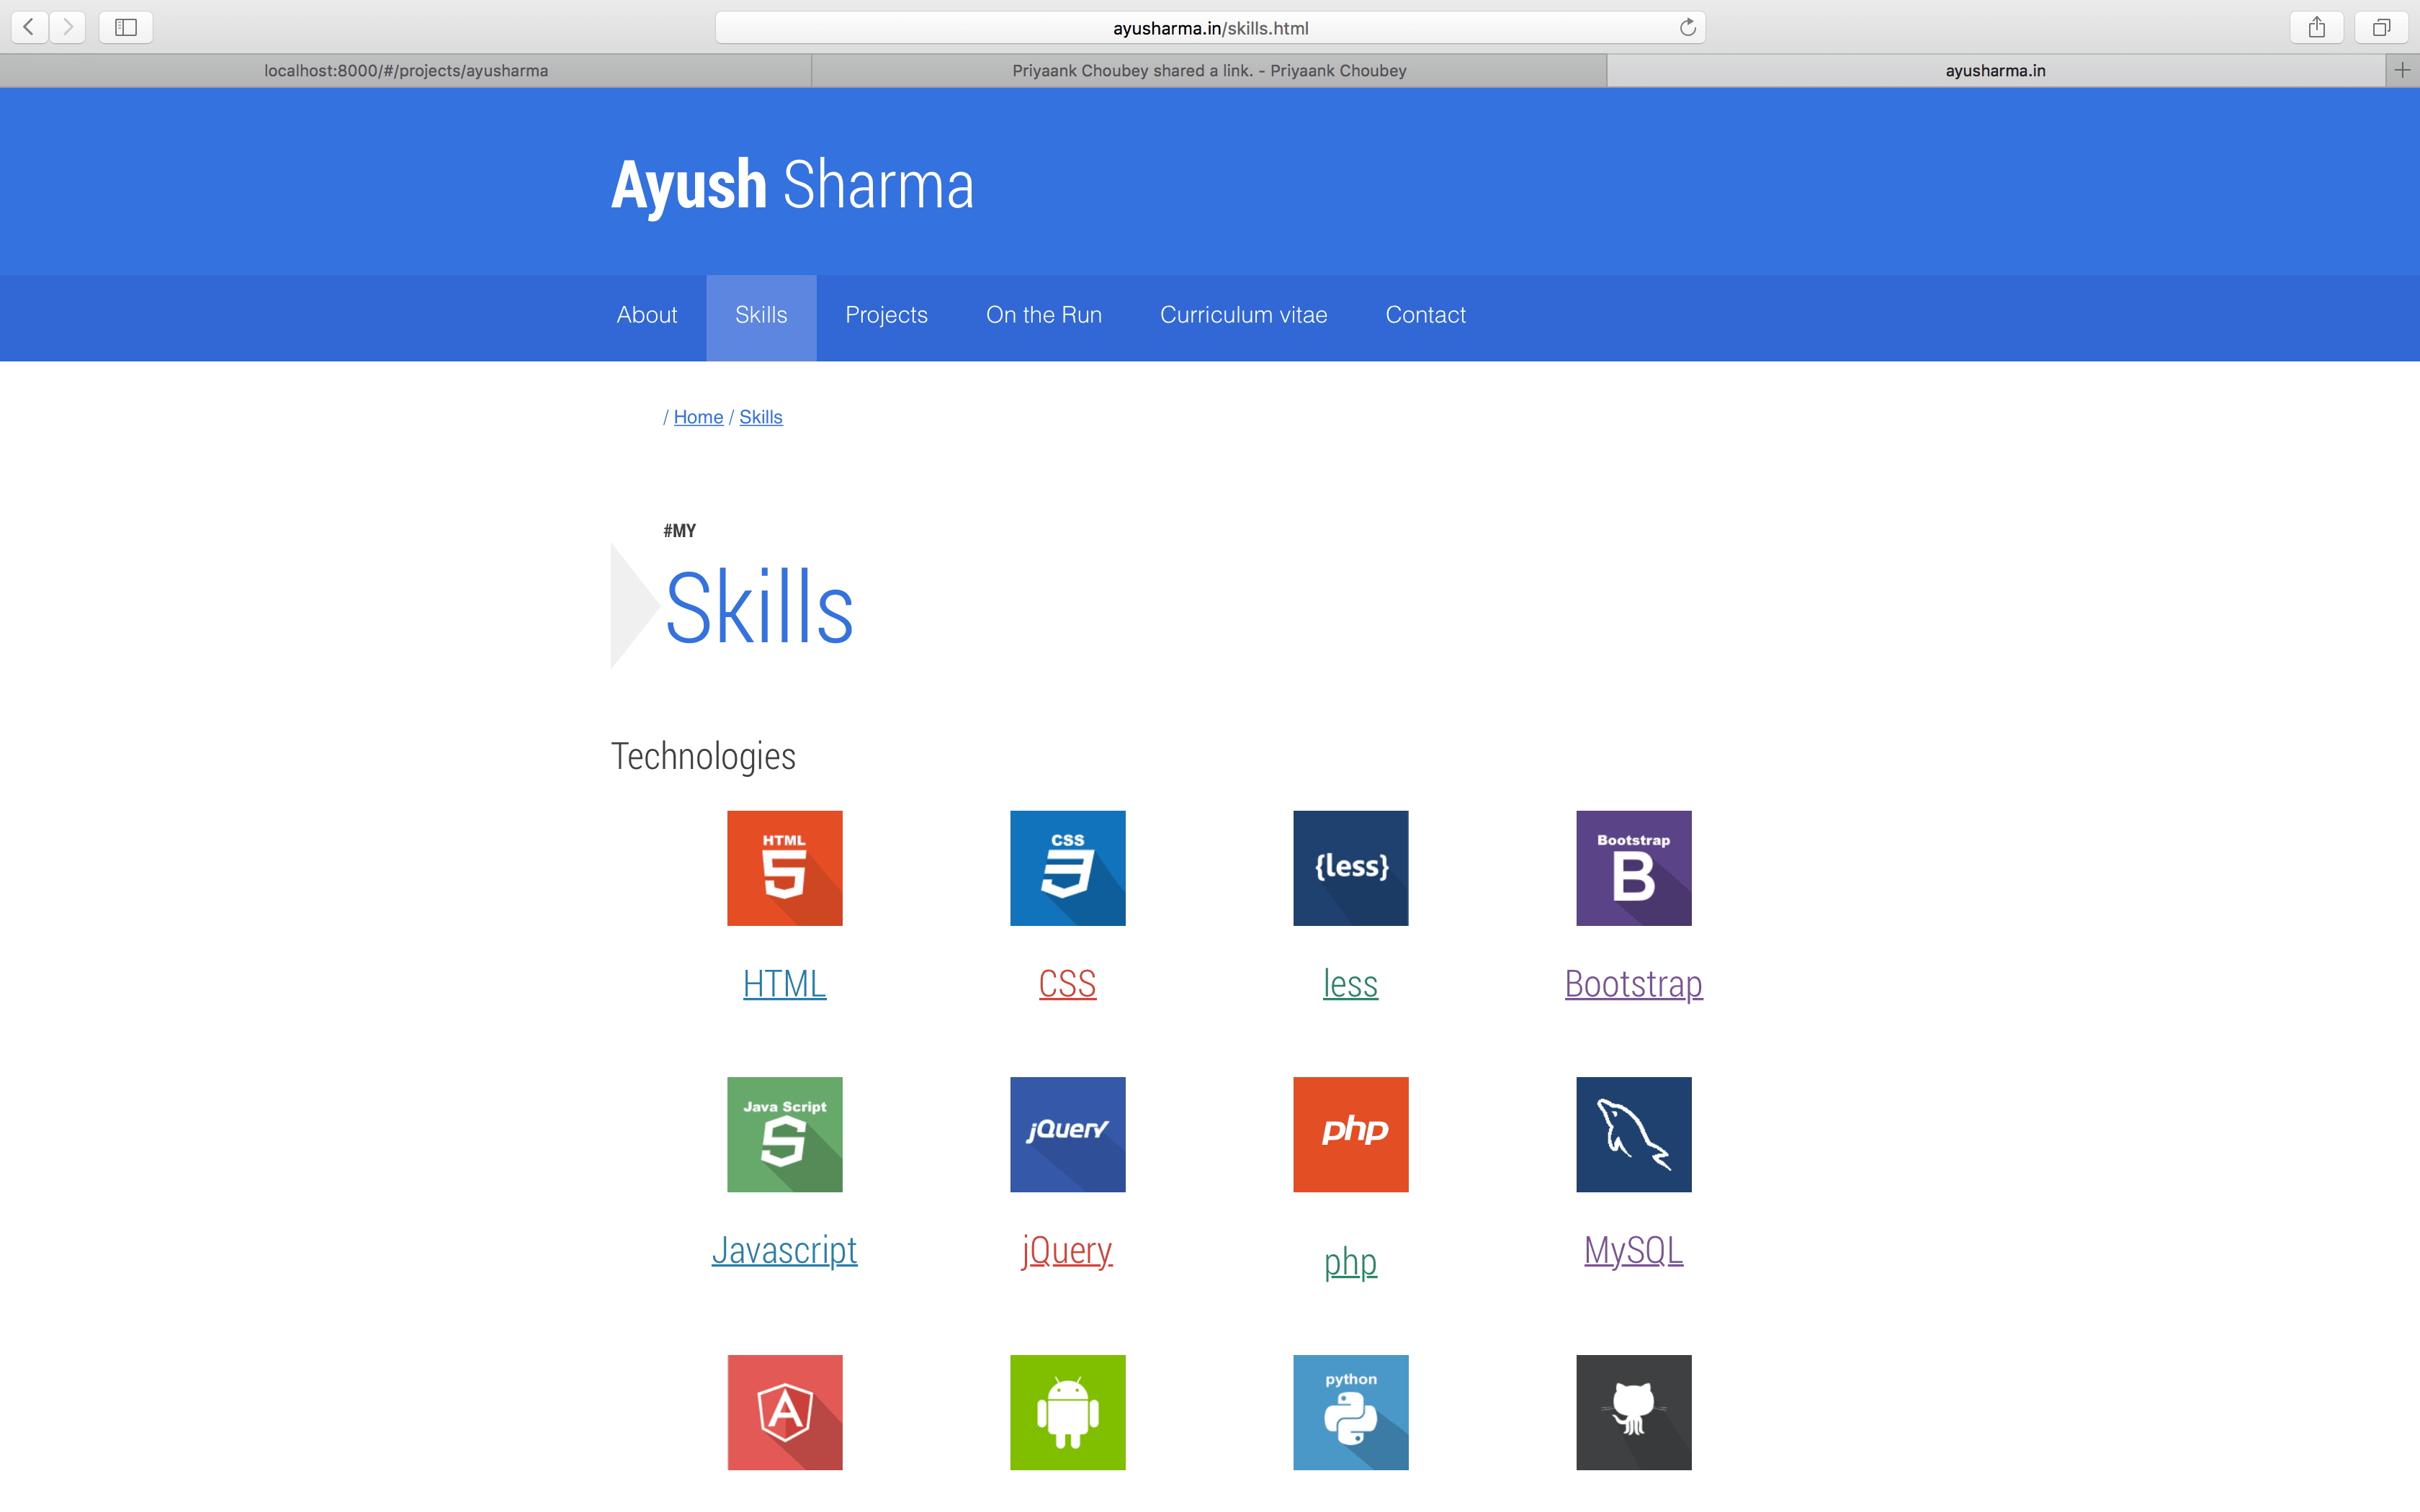 ayusharma.in/skills.html
localhost:8000/#/projects/ayusharma
Priyaank Choubey shared a link. - Priyaank Choubey
ayusharma.in
Ayush Sharma
About
Skills
Projects
On the Run
Curriculum vitae
Contact
/ Home / Skills
#MY
Skills
Technologies
HTML
5
CSS
3
{less}
Bootstrap
B
HTML
CSS
less
Bootstrap
Java Script
S
jQuery
php
Javascript
jQuery
php
MySQL
A
python